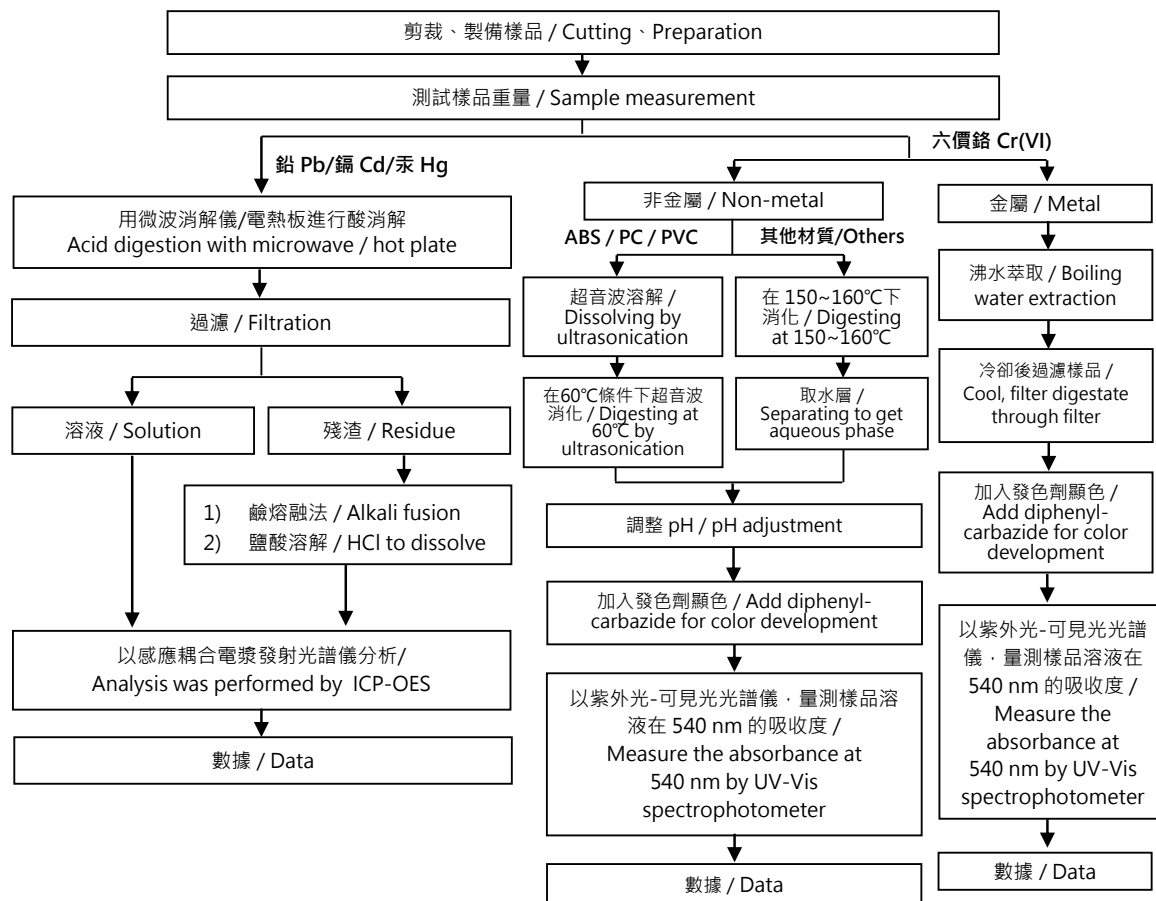 剪裁、製備樣品 / Cutting、Preparation
測試樣品重量 / Sample measurement
鉛 Pb/鎘 Cd/汞 Hg
用微波消解儀/電熱板進行酸消解
Acid digestion with microwave / hot plate
過濾 / Filtration
溶液 / Solution
殘渣 / Residue
1) 鹼熔融法 / Alkali fusion
2) 鹽酸溶解 / HCl to dissolve
以感應耦合電漿發射光譜儀分析/
Analysis was performed by ICP-OES
數據 / Data
六價鉻 Cr(VI)
非金屬 / Non-metal
ABS / PC / PVC
超音波溶解 /
Dissolving by
ultrasonication
在60℃條件下超音波
消化 / Digesting at
60℃ by
ultrasonication
其他材質/Others
在 150~160℃下
消化 / Digesting
at 150~160℃
取水層 /
Separating to get
aqueous phase
調整 pH / pH adjustment
加入發色劑顯色 / Add diphenyl-
carbazide for color development
以紫外光-可見光光譜儀，量測樣品溶
液在 540 nm 的吸收度 /
Measure the absorbance at
540 nm by UV-Vis
spectrophotometer
數據 / Data
金屬 / Metal
沸水萃取 / Boiling
water extraction
冷卻後過濾樣品 /
Cool, filter digestate
through filter
加入發色劑顯色 /
Add diphenyl-
carbazide for color
development
以紫外光-可見光光譜
儀，量測樣品溶液在
540 nm 的吸收度 /
Measure the
absorbance at
540 nm by UV-Vis
spectrophotometer
數據 / Data